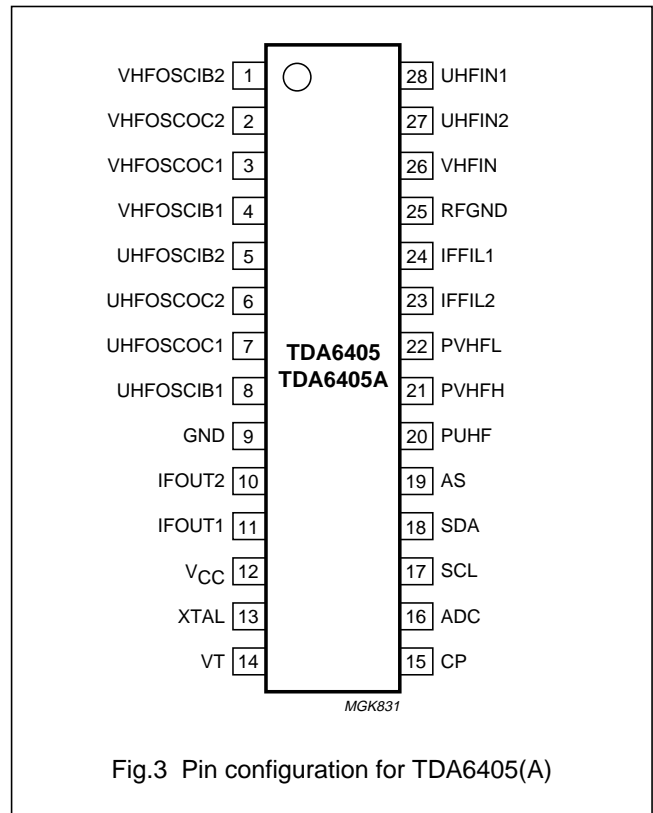 VHFOSCIB2 1 28 UHFIN1
VHFOSCOC2 2 27 UHFIN2
VHFOSCOC1 3 26 VHFIN
VHFOSCIB1 4 25 RFGND
UHFOSCIB2 5 24 IFFIL1
UHFOSCOC2 6 23 IFFIL2
UHFOSCOC1 7 TDA6405 22 PVHFL
UHFOSCIB1 8 TDA6405A 21 PVHFH
GND 9 20 PUHF
IFOUT2 10 19 AS
IFOUT1 11 18 SDA
VCC 12 17 SCL
XTAL 13 16 ADC
VT 14 15 CP
MGK831
Fig.3 Pin configuration for TDA6405(A)